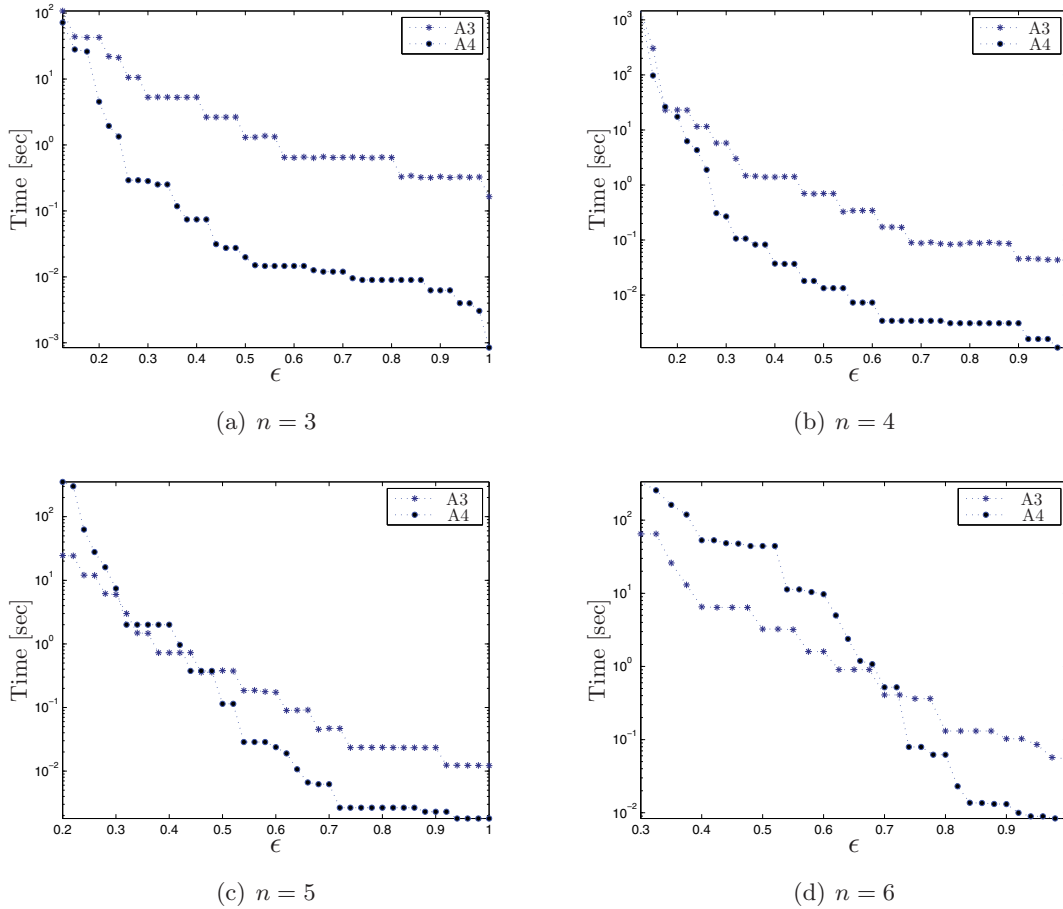 10²
10¹
10⁰
10⁻¹
10⁻²
10⁻³
Time [sec]
A3
A4
0.2 0.3 0.4 0.5 0.6 0.7 0.8 0.9 1
ϵ
(a) n = 3
10³
10²
10¹
10⁰
10⁻¹
10⁻²
Time [sec]
A3
A4
0.2 0.3 0.4 0.5 0.6 0.7 0.8 0.9
ϵ
(b) n = 4
10²
10¹
10⁰
10⁻¹
10⁻²
Time [sec]
A3
A4
0.2 0.3 0.4 0.5 0.6 0.7 0.8 0.9 1
ϵ
(c) n = 5
10²
10¹
10⁰
10⁻¹
10⁻²
Time [sec]
A3
A4
0.3 0.4 0.5 0.6 0.7 0.8 0.9
ϵ
(d) n = 6